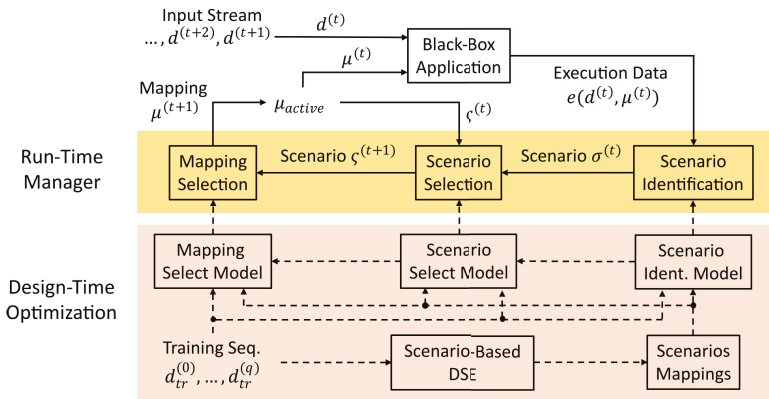 Input Stream
..., d^(t+2), d^(t+1)
d^(t)
μ^(t)
Black-Box
Application
Mapping
μ^(t+1)
μ_active
ς^(t)
Execution Data
e(d^(t), μ^(t))
Run-Time
Manager
Mapping
Selection
Scenario ς^(t+1)
Scenario
Selection
Scenario σ^(t)
Scenario
Identification
Design-Time
Optimization
Mapping
Select Model
Scenario
Select Model
Scenario
Ident. Model
Training Seq.
d_tr^(0), ..., d_tr^(q)
Scenario-Based
DSE
Scenarios
Mappings